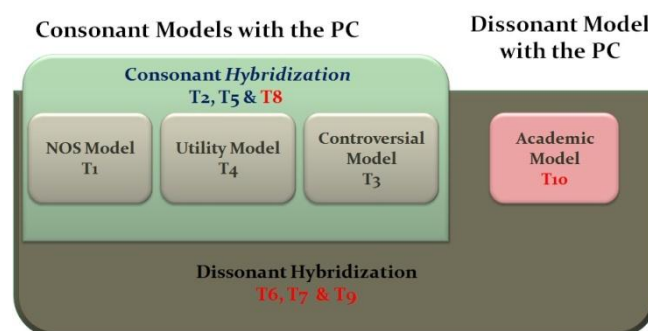 Consonant Models with the PC
Dissonant Model
with the PC
Consonant Hybridization
T2, T5 & T8
NOS Model
T1
Utility Model
T4
Controversial
Model
T3
Academic
Model
T10
Dissonant Hybridization
T6, T7 & T9